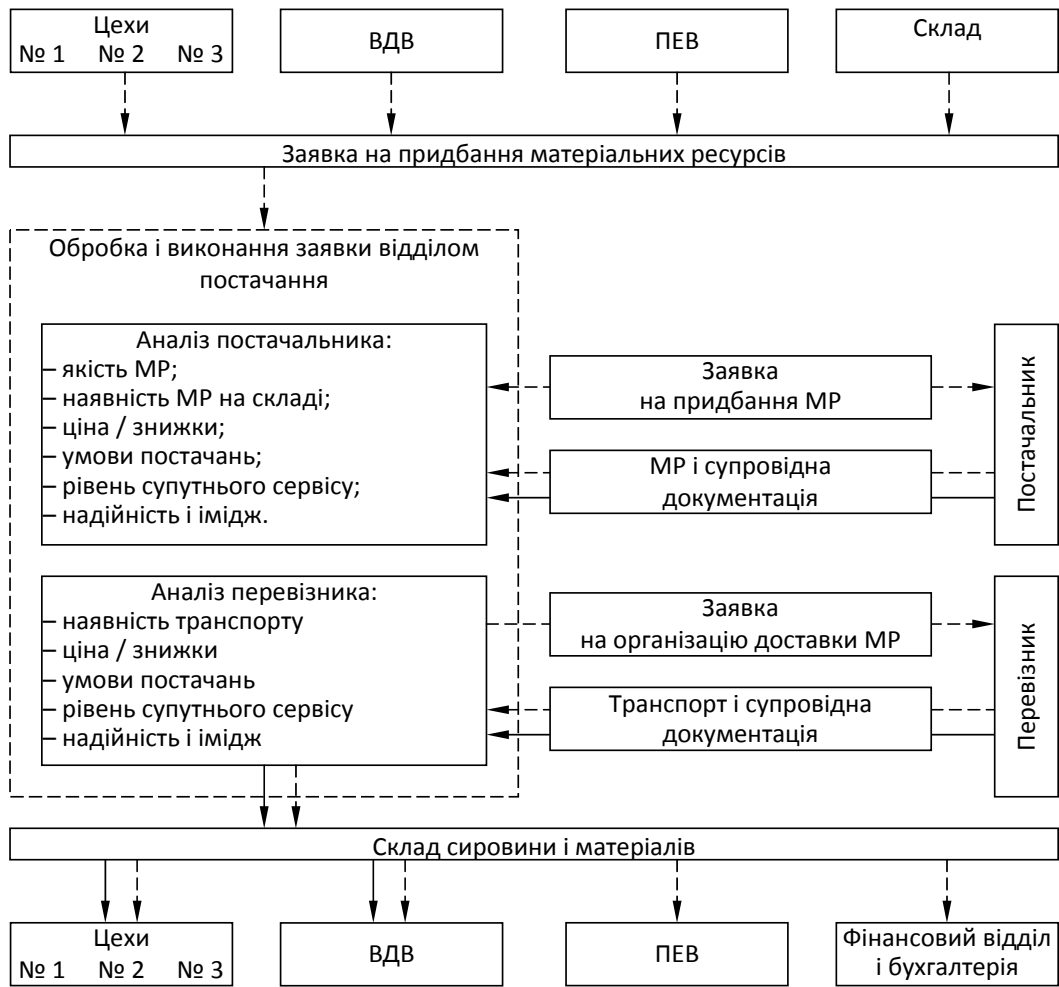 Цехи
№ 1 № 2 № 3
ВДВ
ПЕВ
Склад
Заявка на придбання матеріальних ресурсів
Обробка і виконання заявки відділом
постачання
Аналіз постачальника:
– якість МР;
– наявність МР на складі;
– ціна / знижки;
– умови постачань;
– рівень супутнього сервісу;
– надійність і імідж.
Заявка
на придбання МР
МР і супровідна
документація
Постачальник
Аналіз перевізника:
– наявність транспорту
– ціна / знижки
– умови постачань
– рівень супутнього сервісу
– надійність і імідж
Заявка
на організацію доставки МР
Транспорт і супровідна
документація
Перевізник
Склад сировини і матеріалів
Цехи
№ 1 № 2 № 3
ВДВ
ПЕВ
Фінансовий відділ
і бухгалтерія